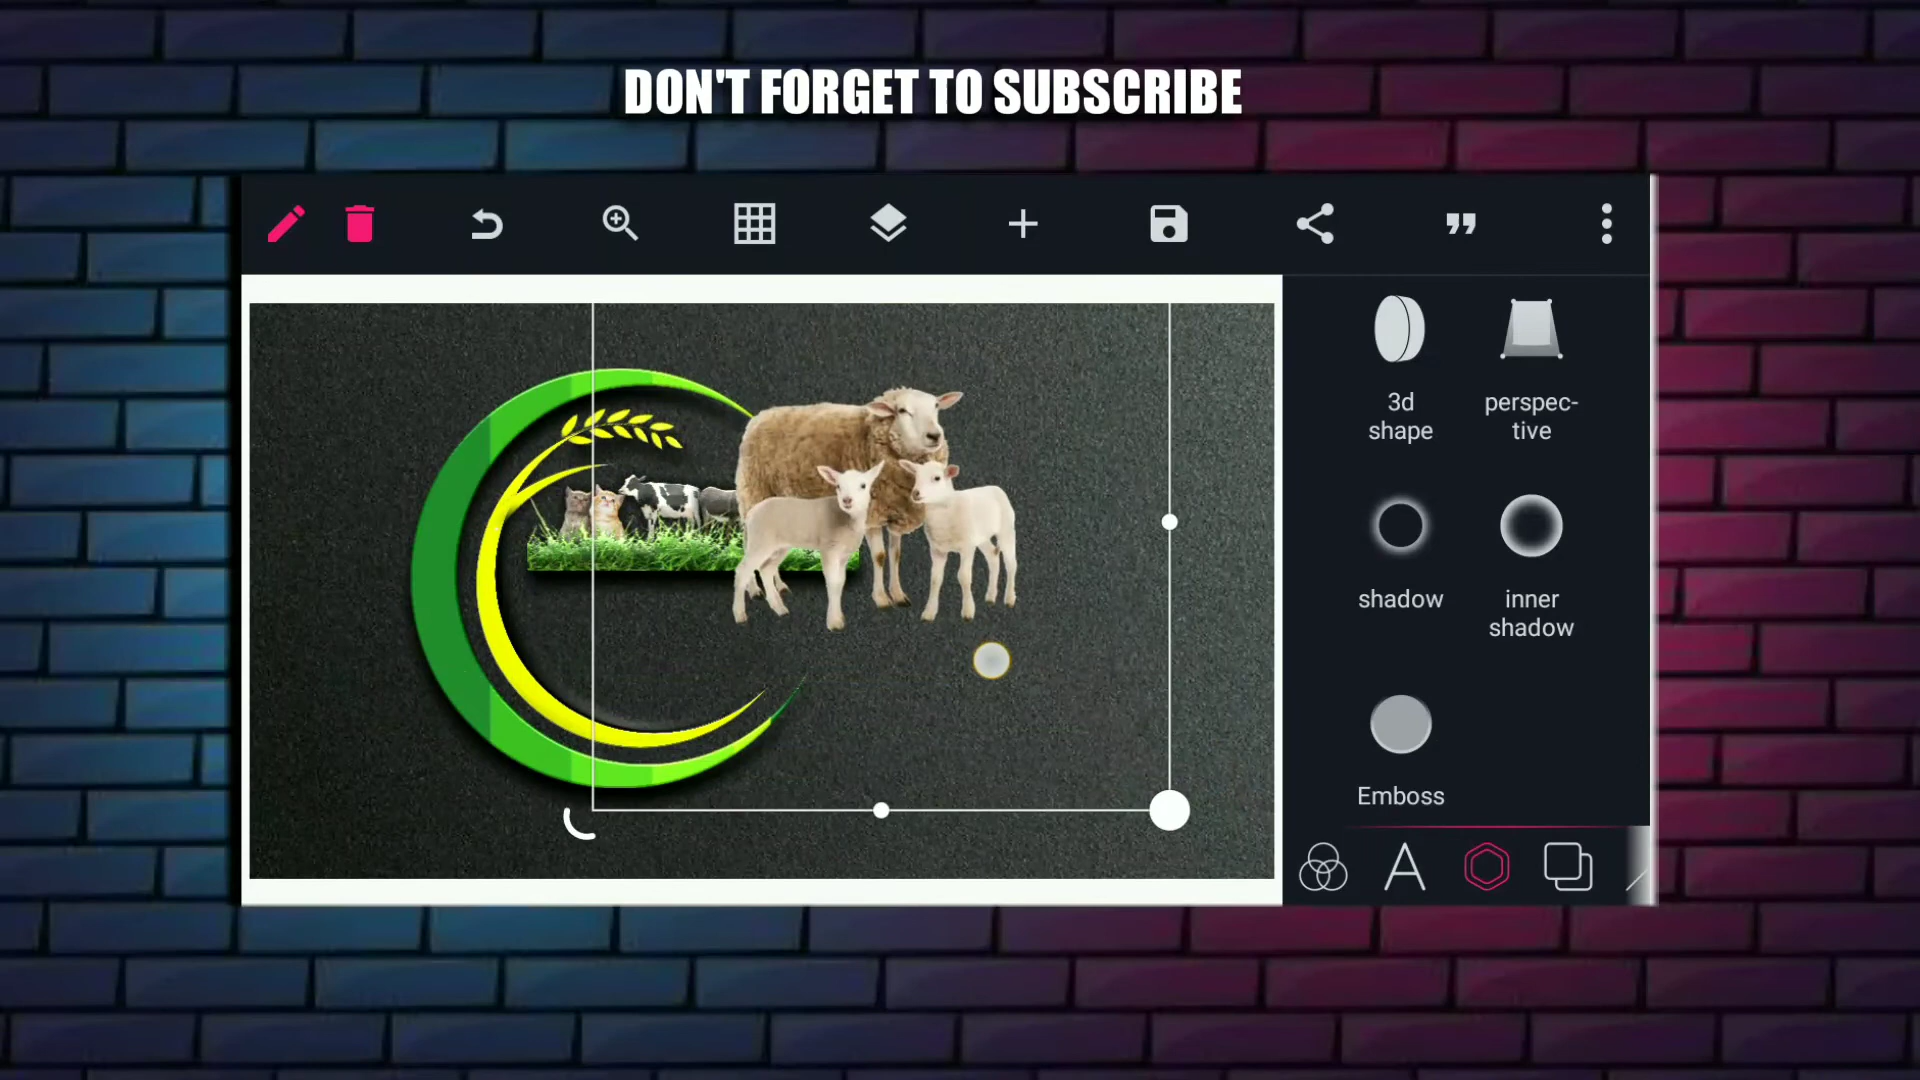 DON'T FORGET TO SUBSCRIBE
3d
shape
perspec-
tive
shadow
inner
shadow
Emboss